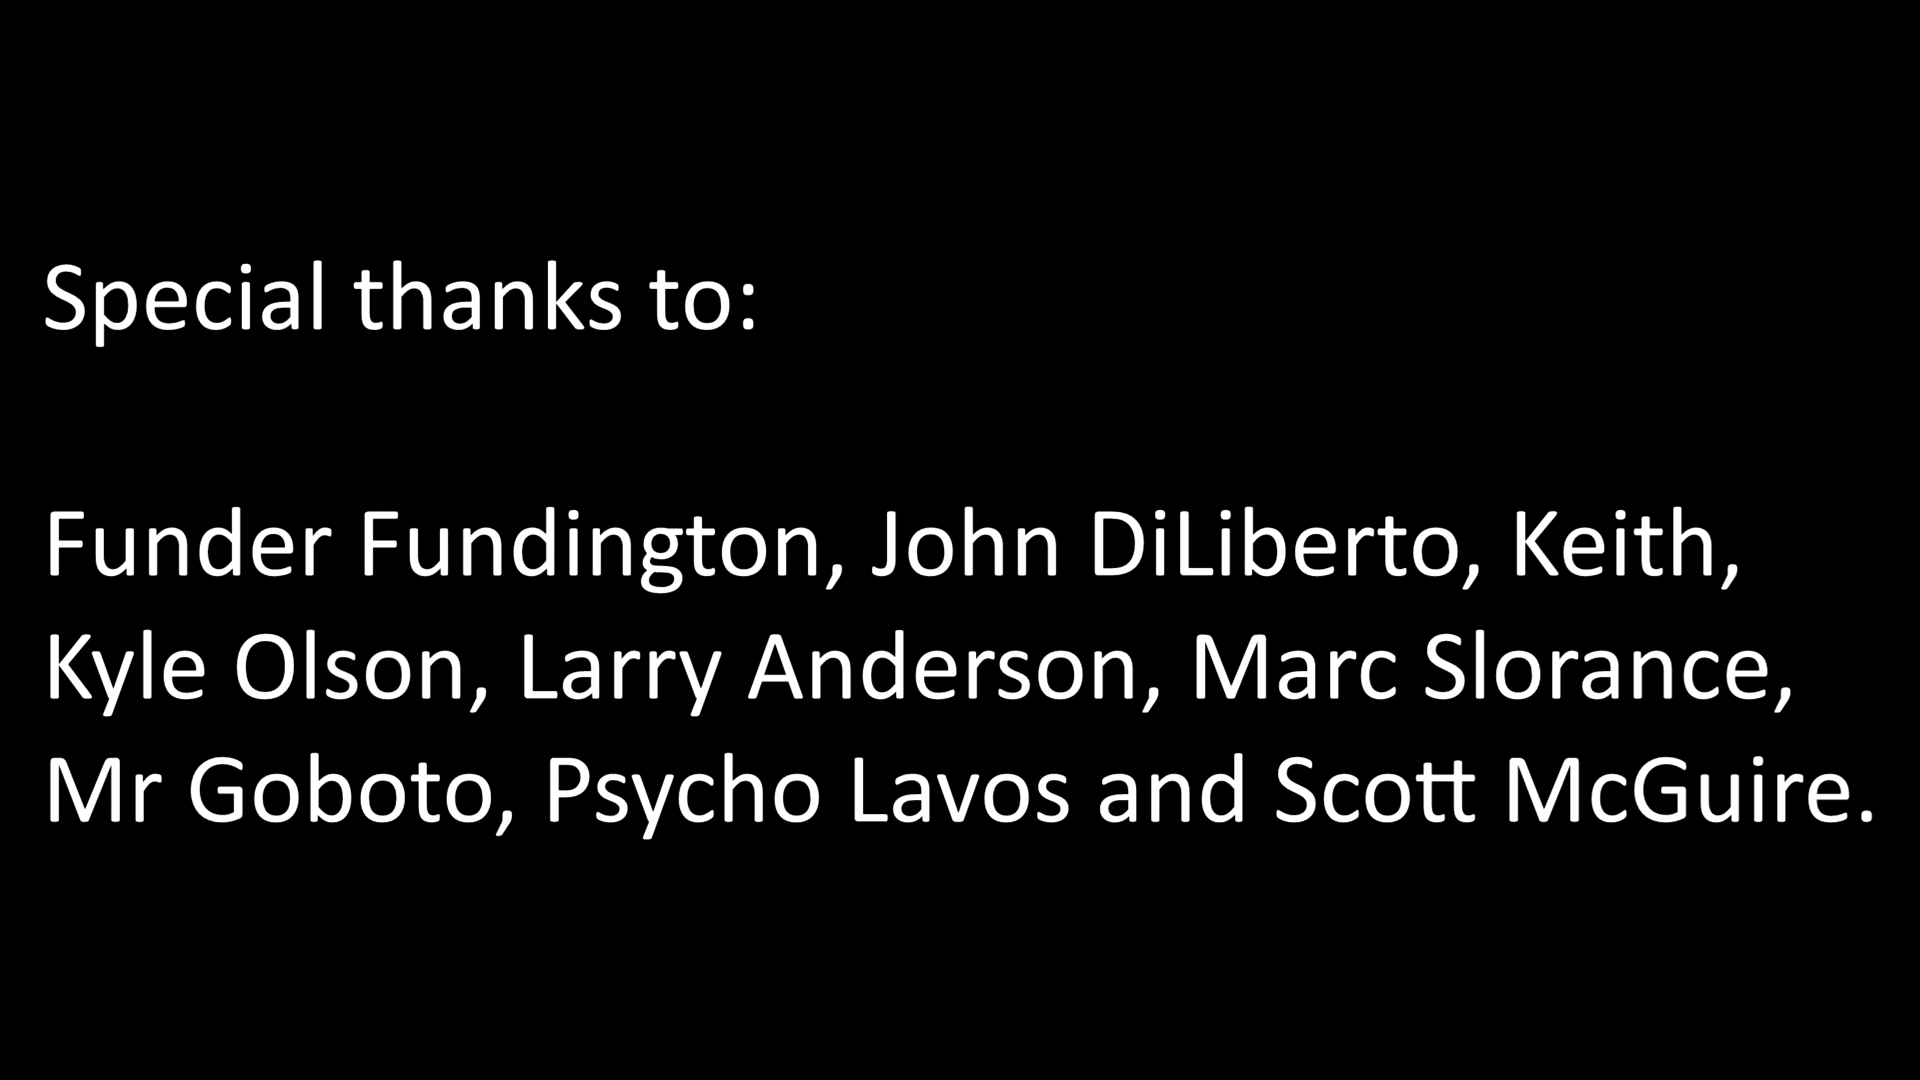 Special thanks to:
Funder Fundington, John DiLiberto, Keith,
Kyle Olson, Larry Anderson, Marc Slorance,
Mr Goboto, Psycho Lavos and Scott McGuire.